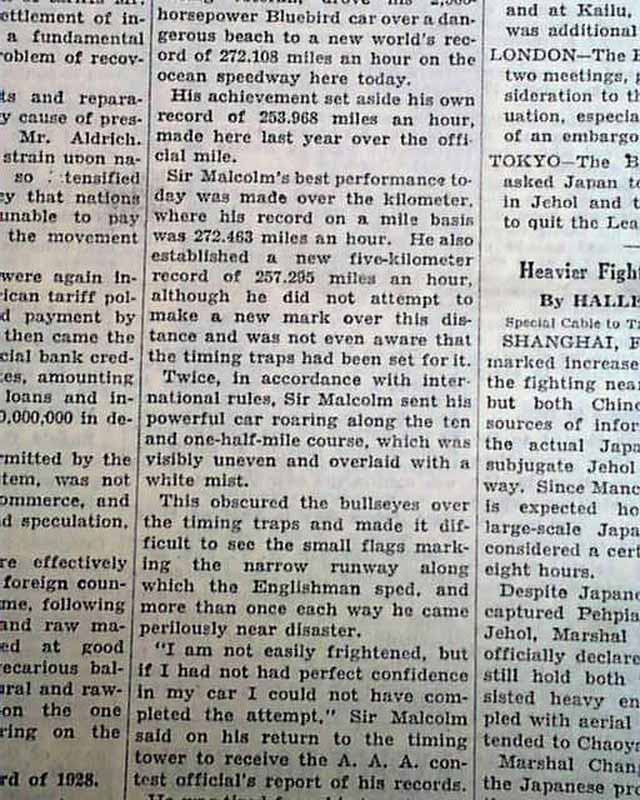 ettlement of in-
a fundamental
roblem of recov-
ts and repara-
y cause of pres-
Mr. Aldrich.
strain upon na-
so tensified
cy that nations
unable to pay
the movement
were again in-
rican tariff pol-
d payment by
then came the
cial bank cred-
es, amounting
loans and in-
0,000,000 in de-
rmitted by the
tem, was not
ommerce, and
d speculation,
re effectively
foreign coun-
me, following
and raw ma-
ed at good
recarious bal-
ural and raw-
on the one
ring on the
rd of 1928.
horsepower Bluebird car over a dan-
gerous beach to a new world's rec-
ord of 272.108 miles an hour on the
ocean speedway here today.
His achievement set aside his own
record of 253.968 miles an hour,
made here last year over the offi-
cial mile.
Sir Malcolm's best performance to-
day was made over the kilometer,
where his record on a mile basis
was 272.463 miles an hour. He also
established a new five-kilometer
record of 257.295 miles an hour,
although he did not attempt to
make a new mark over this dis-
tance and was not even aware that
the timing traps had been set for it.
Twice, in accordance with inter-
national rules, Sir Malcolm sent his
powerful car roaring along the ten
and one-half-mile course, which was
visibly uneven and overlaid with a
white mist.
This obscured the bullseyes over
the timing traps and made it dif-
ficult to see the small flags mark-
ing the narrow runway along
which the Englishman sped, and
more than once each way he came
perilously near disaster.
"I am not easily frightened, but
if I had not had perfect confidence
in my car I could not have com-
pleted the attempt," Sir Malcolm
said on his return to the timing
tower to receive the A. A. A. con-
test official's report of his records.
and at Kailu,
was additional
LONDON—The B
two meetings,
sideration to th
uation, especia
of an embargo
TOKYO—The
asked Japan to
in Jehol and t
to quit the Lea
Heavier Fight
By HALLE
Special Cable to T
SHANGHAI, F
marked increase
the fighting near
but both Chine
sources of infor
the actual Japa
subjugate Jehol
way. Since Manc
is expected ho
large-scale Japa
considered a cert
eight hours.
Despite Japane
captured Pehpia
Jehol, Marshal
officially declare
still hold both
sisted heavy en
pled with aerial
tended to Chaoy
Marshal Chang
the Japanese pro